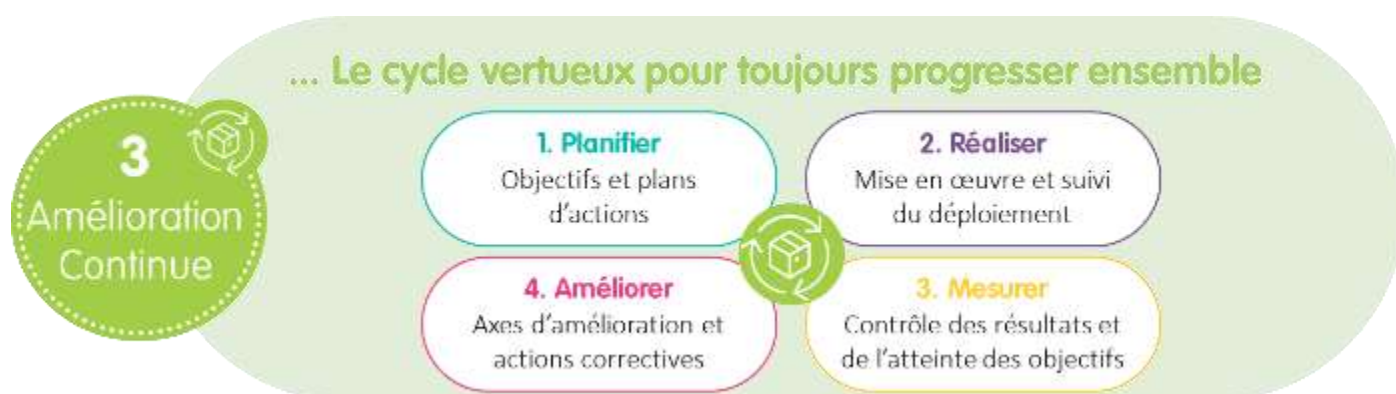 ... Le cycle vertueux pour toujours progresser ensemble
3
Amélioration
Continue
1. Planifier
Objectifs et plans
d'actions
2. Réaliser
Mise en œuvre et suivi
du déploiement
4. Améliorer
Axes d'amélioration et
actions correctives
3. Mesurer
Contrôle des résultats et
de l'atteinte des objectifs